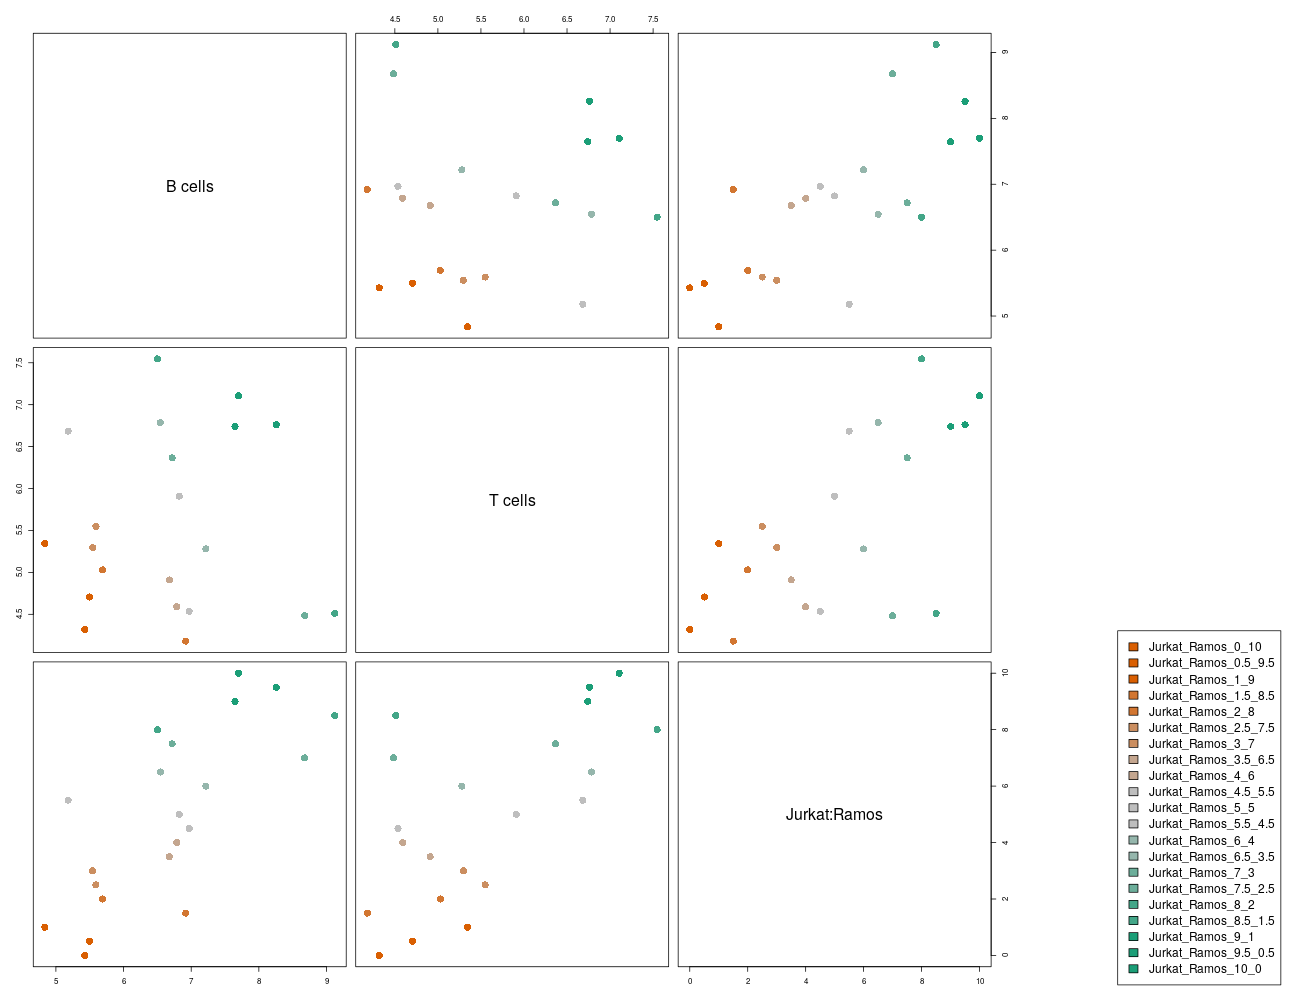 4.5 5.0 5.5 6.0 6.5 7.0 7.5
B cells
5 6 7 8 9
4.5 5.0 5.5 6.0 6.5 7.0 7.5
T cells
Jurkat:Ramos
0 2 4 6 8 10
5 6 7 8 9
0 2 4 6 8 10
Jurkat_Ramos_0_10
Jurkat_Ramos_0.5_9.5
Jurkat_Ramos_1_9
Jurkat_Ramos_1.5_8.5
Jurkat_Ramos_2_8
Jurkat_Ramos_2.5_7.5
Jurkat_Ramos_3_7
Jurkat_Ramos_3.5_6.5
Jurkat_Ramos_4_6
Jurkat_Ramos_4.5_5.5
Jurkat_Ramos_5_5
Jurkat_Ramos_5.5_4.5
Jurkat_Ramos_6_4
Jurkat_Ramos_6.5_3.5
Jurkat_Ramos_7_3
Jurkat_Ramos_7.5_2.5
Jurkat_Ramos_8_2
Jurkat_Ramos_8.5_1.5
Jurkat_Ramos_9_1
Jurkat_Ramos_9.5_0.5
Jurkat_Ramos_10_0